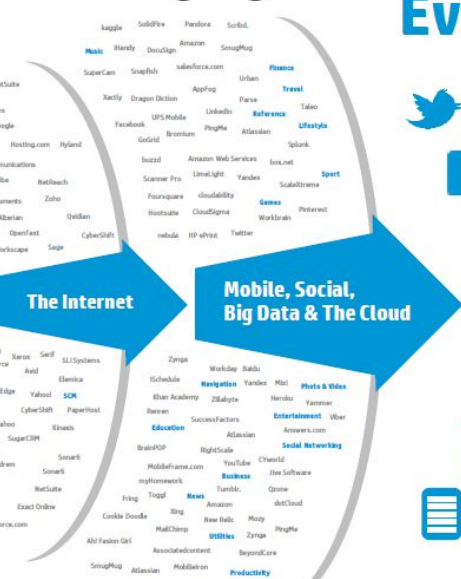 Ev
kaggle SolidFire Pandora Scribd.
Music iHandy DocuSign Amazon SmugMug
SuperCam Snapfish salesforce.com Urban Finance
Xactly Dragon Diction AppFog Parse Travel
Facebook UPS Mobile LinkedIn Reference Taleo
GoGrid Bromium PingMe Atlassian Lifestyle
Splunk
buzzd Amazon Web Services box.net
Scanner Pro LimeLight Yandex ScaleXtreme Sport
Foursquare cloudability Games
Hootsuite CloudSigma Workbrain Pinterest
nebula HP ePrint Twitter
Hosting.com Hyland
NetReach
Zoho
Qvidian
OpenText CyberShift
Sage
The Internet
Mobile, Social,
Big Data & The Cloud
Xerox Serif SLI Systems
Avid
Elemica
Edge Yahoo! SCM
CyberShift PaperHost
Kinaxis
SugarCRM
Sonar6
Sonar6
NetSuite
Exact Online
Zynga
Workday Baidu
iSchedule Navigation Yandex Mixi Photo & Video
Khan Academy Zillabyte Heroku Yammer
Renren SuccessFactors Entertainment Viber
Education Atlassian Answers.com
BrainPOP RightScale Social Networking
MobileFrame.com YouTube CYworld
myHomework Business Jive Software
Fring Toggl News Tumblr. Qzone
Cookie Doodle Xing Amazon dotCloud
MailChimp New Relic Mozy
Ah! Fasion Girl Utilities Zynga PingMe
Associatedcontent BeyondCore
SmugMug Atlassian MobileIron Productivity